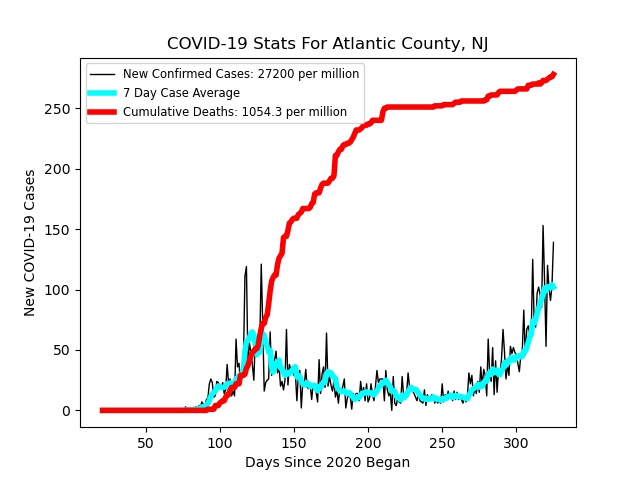 COVID-19 Stats For Atlantic County, NJ
New Confirmed Cases: 27200 per million
7 Day Case Average
Cumulative Deaths: 1054.3 per million
New COVID-19 Cases
250
200
150
100
50
0
50 100 150 200 250 300
Days Since 2020 Began